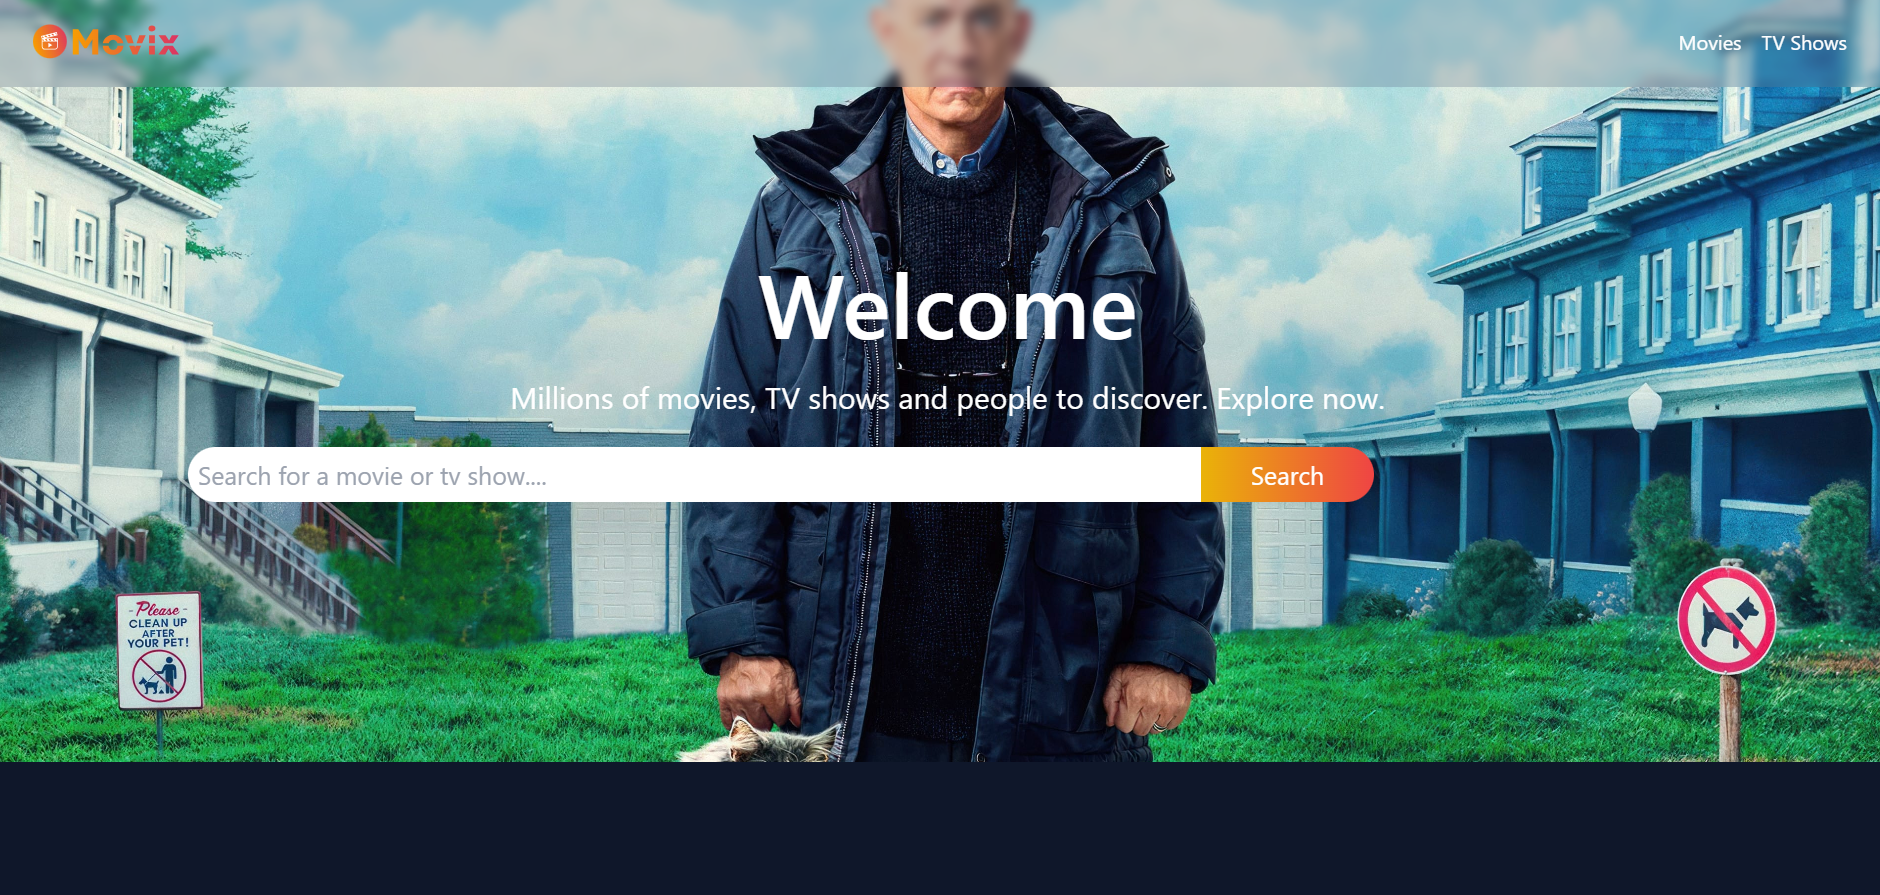 Movix
Movies TV Shows
Welcome
Millions of movies, TV shows and people to discover. Explore now.
Search for a movie or tv show....
Search
- Please -
CLEAN UP
AFTER
YOUR PET!